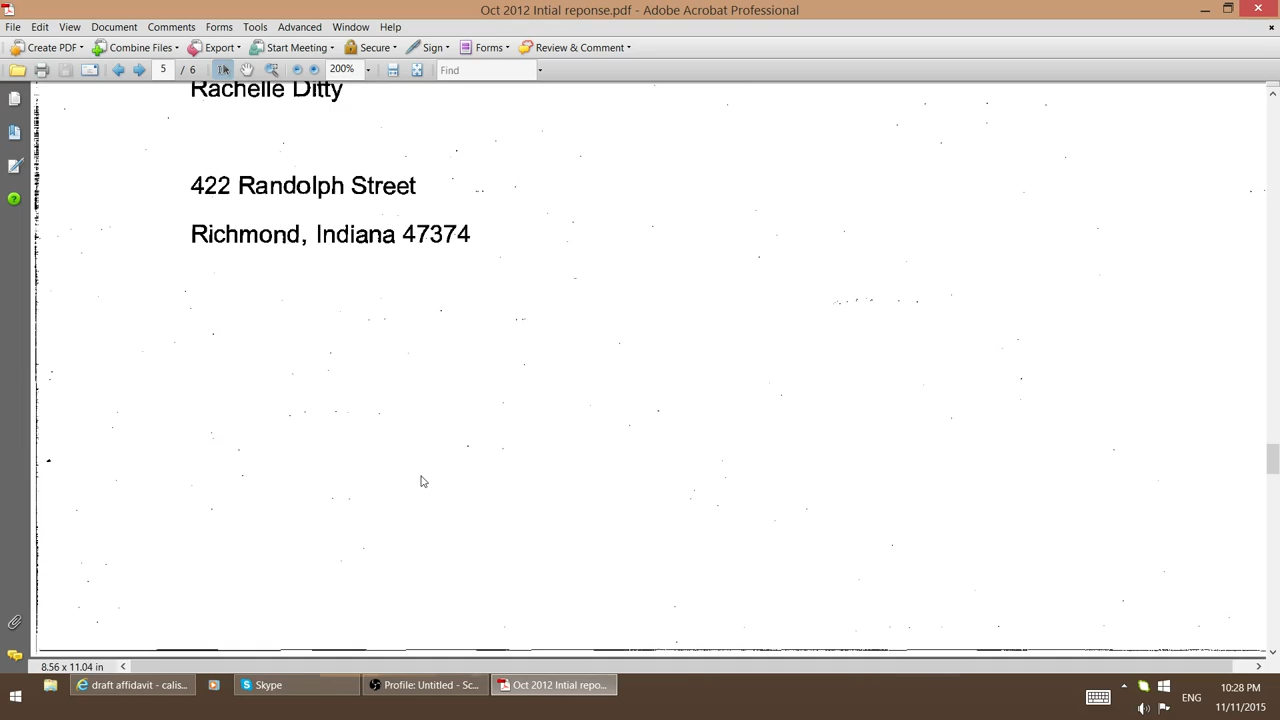 Oct 2012 Intial reponse.pdf - Adobe Acrobat Professional
File Edit View Document Comments Forms Tools Advanced Window Help
Create PDF Combine Files Export Start Meeting Secure Sign Forms Review & Comment
5 / 6 200% Find
Rachelle Ditty
422 Randolph Street
Richmond, Indiana 47374
8.56 x 11.04 in
draft affidavit - calis... Skype Profile: Untitled - Sc... Oct 2012 Intial repo...
ENG
10:28 PM
11/11/2015